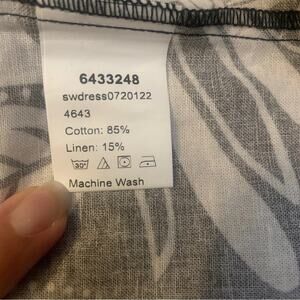 6433248
swdress0720122
4643
Cotton: 85%
Linen: 15%
30°
Machine Wash